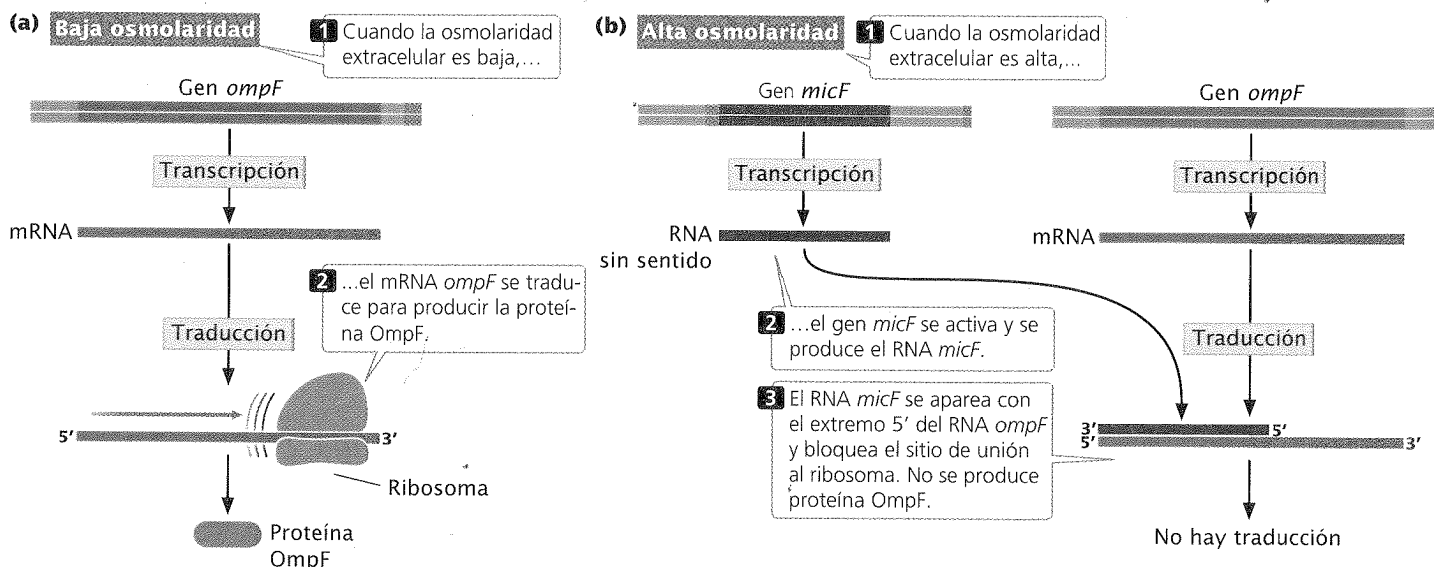 (a) Baja osmolaridad
1 Cuando la osmolaridad
extracelular es baja,...
Gen ompF
Transcripción
mRNA
2 ...el mRNA ompF se tradu-
ce para producir la proteí-
na OmpF.
Traducción
5' 3'
Ribosoma
Proteína
OmpF
(b) Alta osmolaridad
1 Cuando la osmolaridad
extracelular es alta,...
Gen micF
Gen ompF
Transcripción
Transcripción
RNA
sin sentido
mRNA
2 ...el gen micF se activa y se
produce el RNA micF.
Traducción
3 El RNA micF se aparea con
el extremo 5' del RNA ompF
y bloquea el sitio de unión
al ribosoma. No se produce
proteína OmpF.
3' 5'
5' 3'
No hay traducción